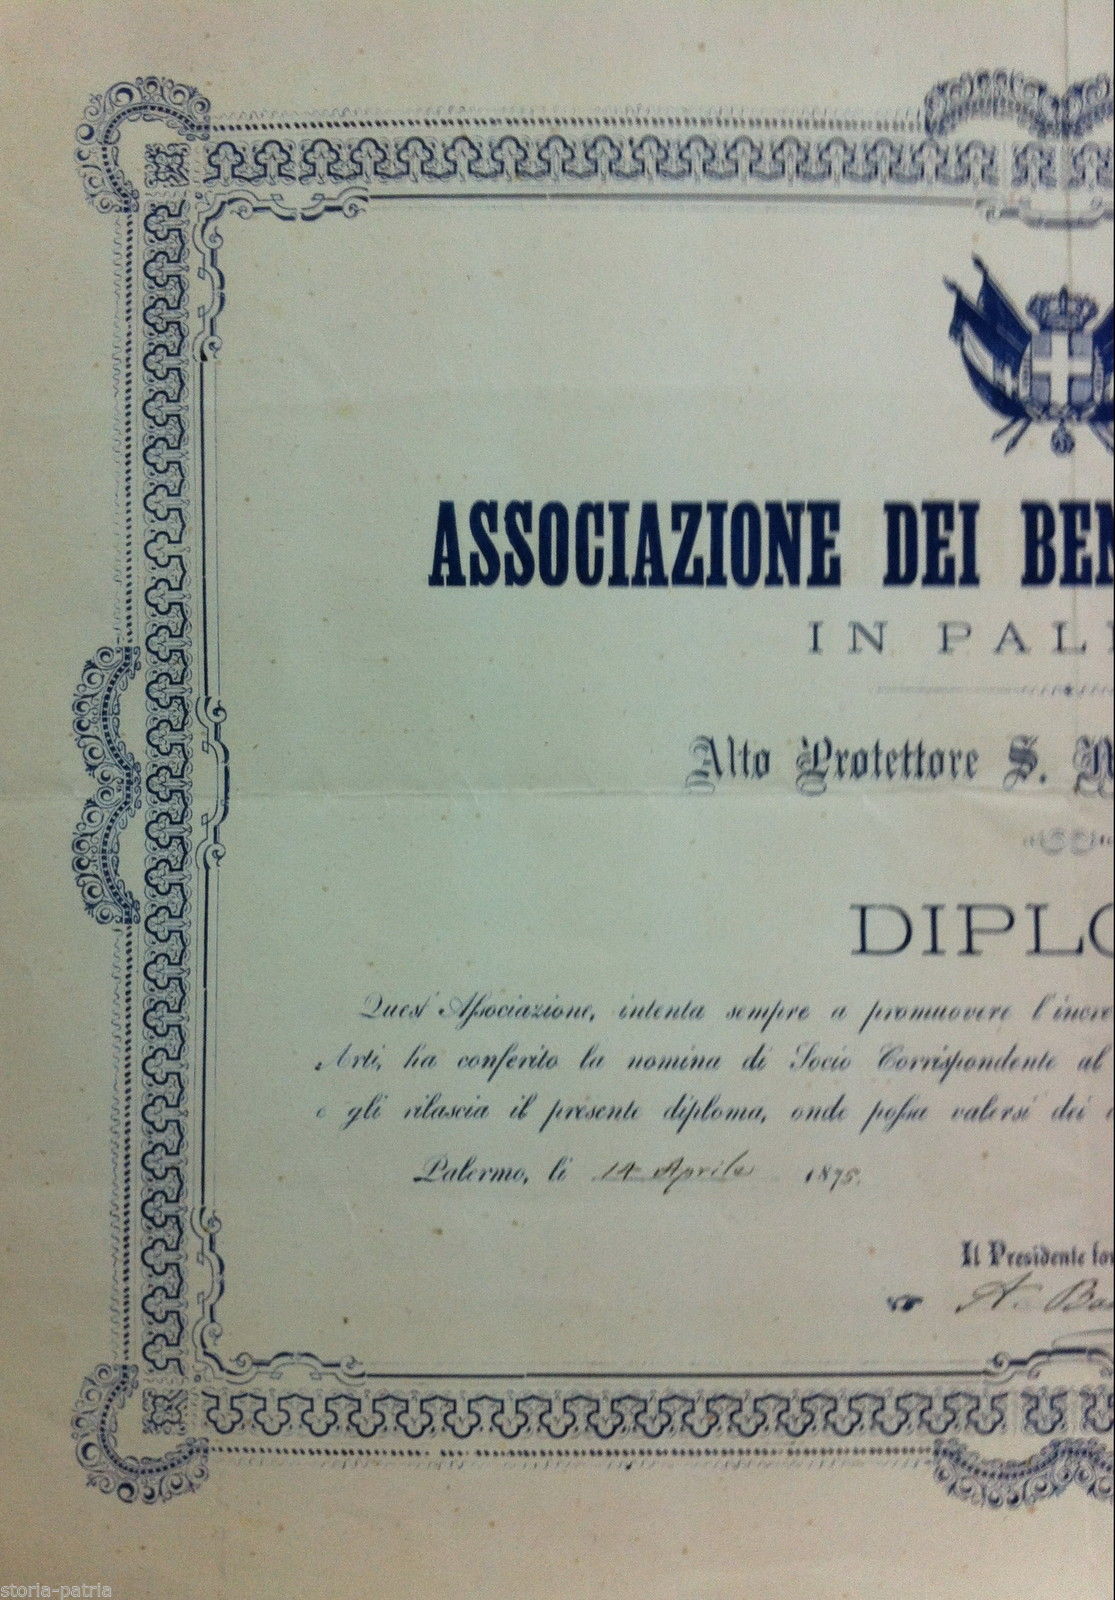 ASSOCIAZIONE DEI BEN
IN PAL
Alto Protettore S.
DIPLO
Quest' Associazione, intenta sempre a promuovere l'incre
Arti, ha conferito la nomina di Socio Corrispondente al
e gli rilascia il presente diploma, onde possa valersi dei
Palermo, li 14 Aprile 1875.
Il Presidente fo
A. Ba
storia-patria